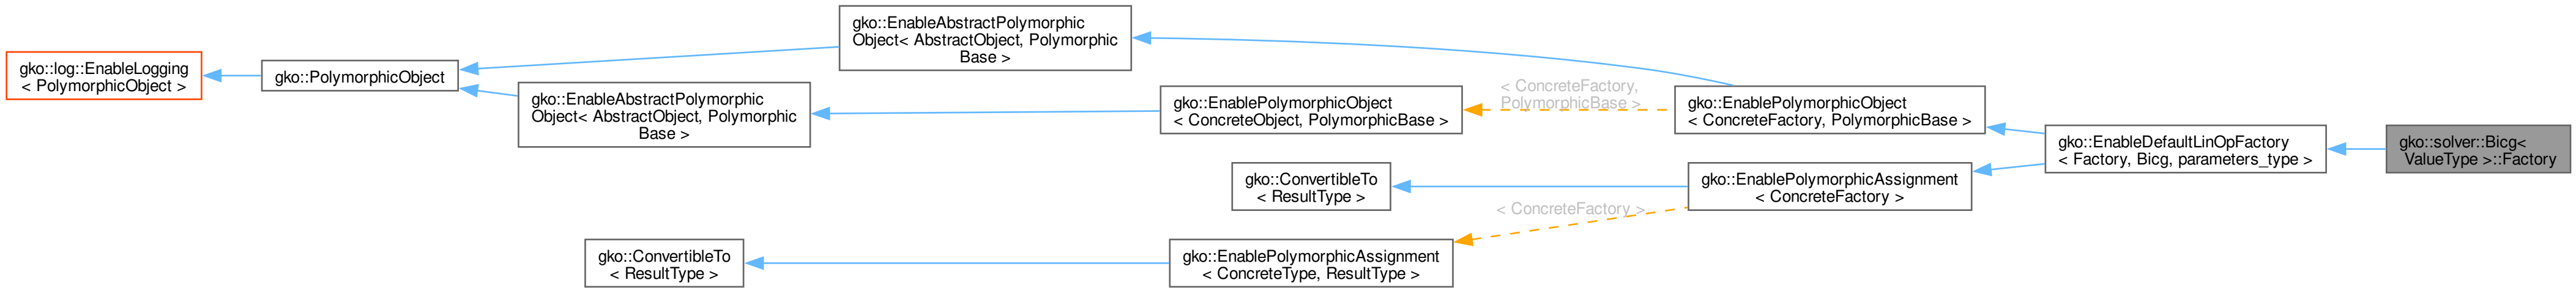 gko::log::EnableLogging
< PolymorphicObject >
gko::PolymorphicObject
gko::EnableAbstractPolymorphic
Object< AbstractObject, Polymorphic
Base >
gko::EnableAbstractPolymorphic
Object< AbstractObject, Polymorphic
Base >
gko::EnablePolymorphicObject
< ConcreteObject, PolymorphicBase >
< ConcreteFactory,
PolymorphicBase >
gko::EnablePolymorphicObject
< ConcreteFactory, PolymorphicBase >
gko::ConvertibleTo
< ResultType >
gko::EnablePolymorphicAssignment
< ConcreteFactory >
< ConcreteFactory >
gko::ConvertibleTo
< ResultType >
gko::EnablePolymorphicAssignment
< ConcreteType, ResultType >
gko::EnableDefaultLinOpFactory
< Factory, Bicg, parameters_type >
gko::solver::Bicg<
ValueType >::Factory